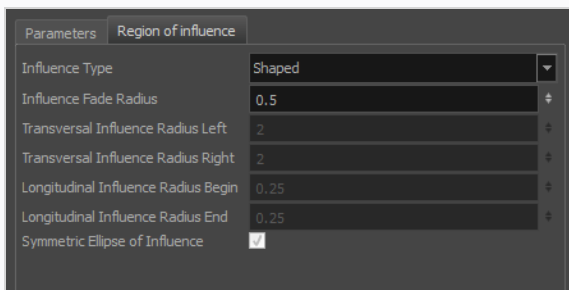 Parameters Region of influence
Influence Type Shaped
Influence Fade Radius 0.5
Transversal Influence Radius Left 2
Transversal Influence Radius Right 2
Longitudinal Influence Radius Begin 0.25
Longitudinal Influence Radius End 0.25
Symmetric Ellipse of Influence